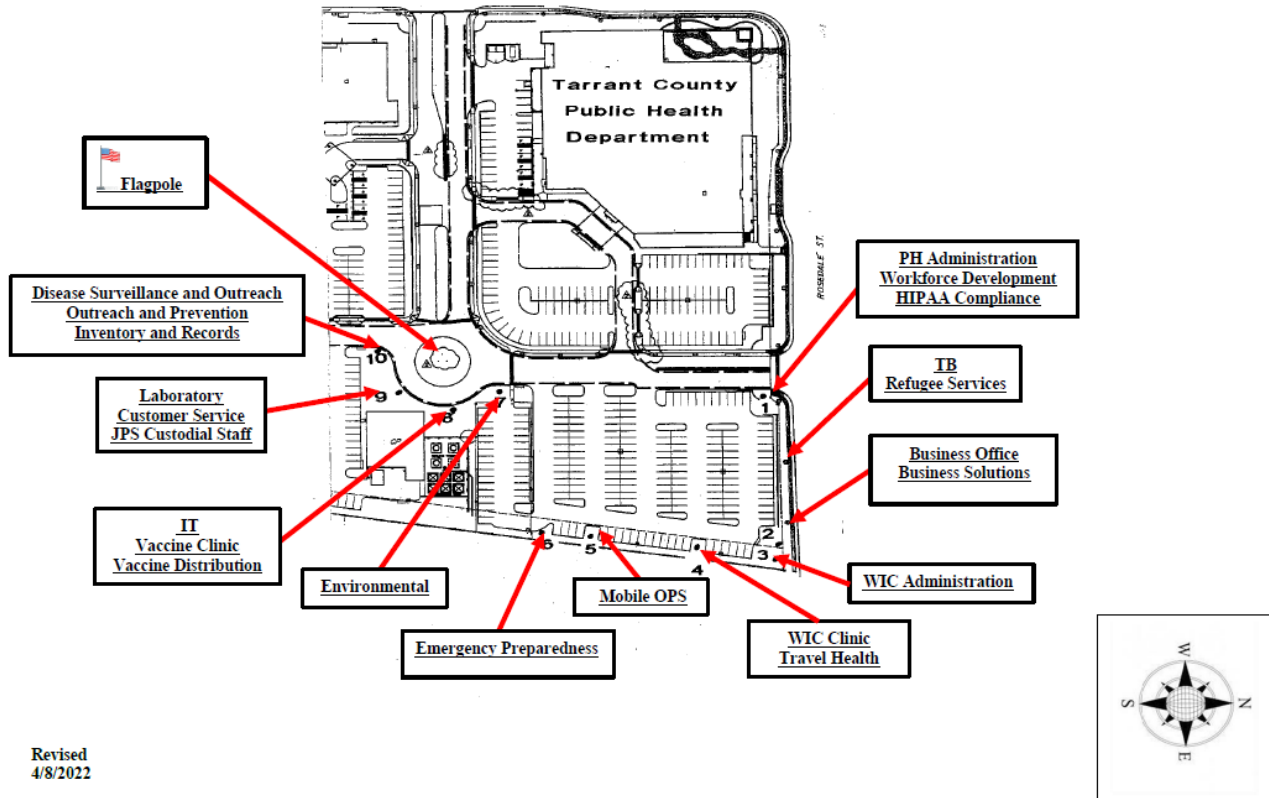 Tarrant County
Public Health
Department
Flagpole
ROSEDALE ST.
PH Administration
Workforce Development
HIPAA Compliance
Disease Surveillance and Outreach
Outreach and Prevention
Inventory and Records
TB
Refugee Services
Laboratory
Customer Service
JPS Custodial Staff
Business Office
Business Solutions
IT
Vaccine Clinic
Vaccine Distribution
Environmental
Mobile OPS
WIC Administration
Emergency Preparedness
WIC Clinic
Travel Health
10
9
8
7
1
2
3
4
5
6
W
N
S
E
Revised
4/8/2022